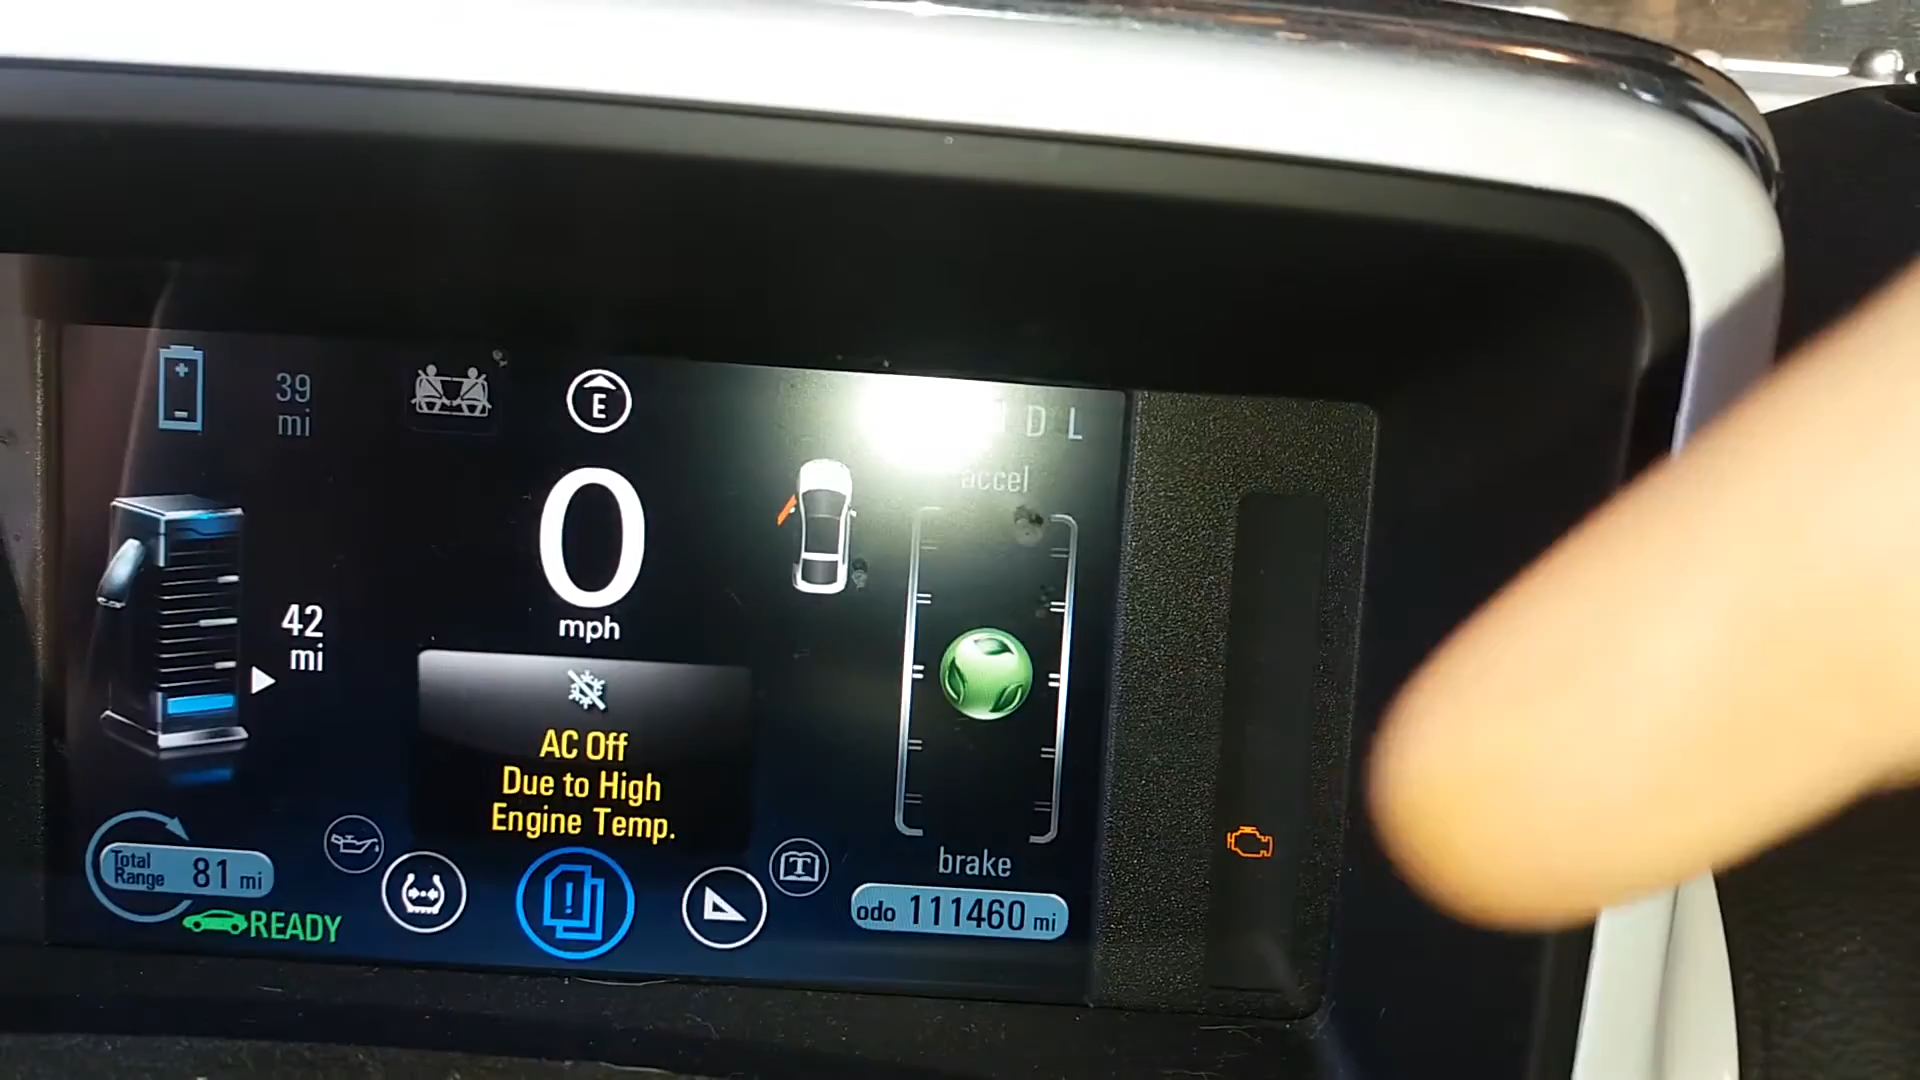 39
mi
E
D L
accel
0
mph
42
mi
AC Off
Due to High
Engine Temp.
Total
Range 81 mi
READY
!
T
brake
odo 111460 mi